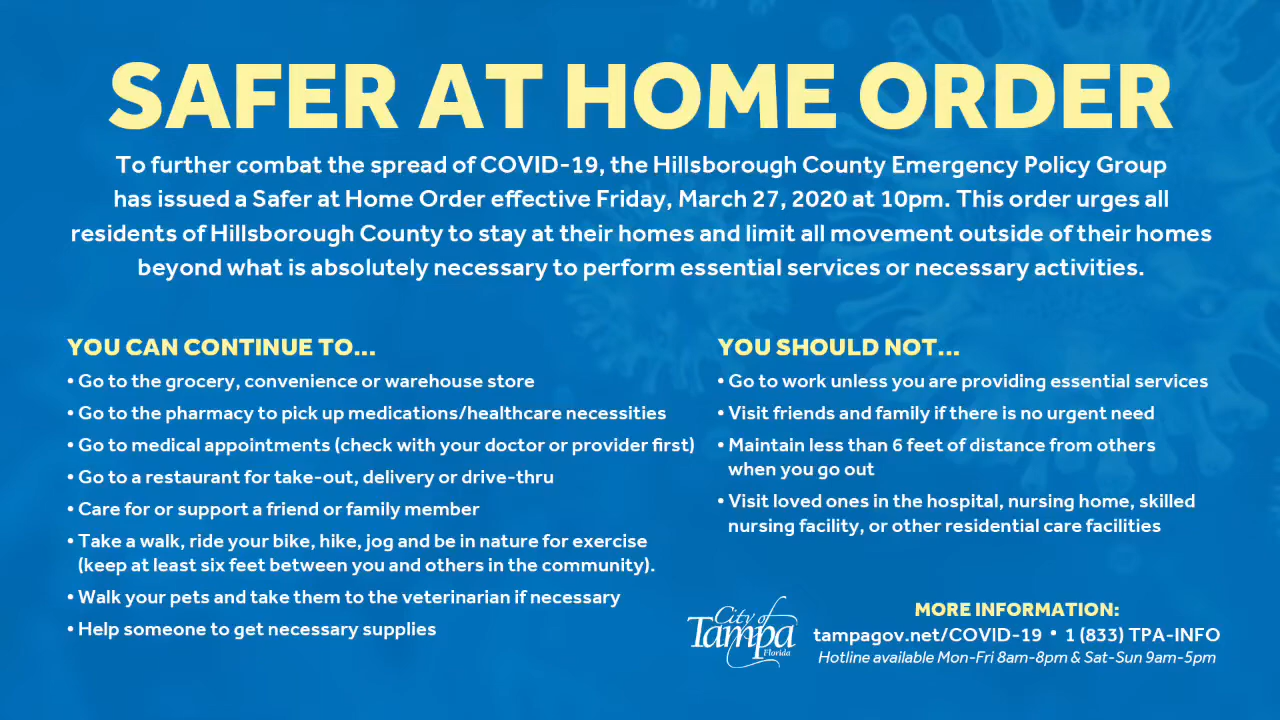 SAFER AT HOME ORDER
To further combat the spread of COVID-19, the Hillsborough County Emergency Policy Group
has issued a Safer at Home Order effective Friday, March 27, 2020 at 10pm. This order urges all
residents of Hillsborough County to stay at their homes and limit all movement outside of their homes
beyond what is absolutely necessary to perform essential services or necessary activities.
YOU CAN CONTINUE TO...
• Go to the grocery, convenience or warehouse store
• Go to the pharmacy to pick up medications/healthcare necessities
• Go to medical appointments (check with your doctor or provider first)
• Go to a restaurant for take-out, delivery or drive-thru
• Care for or support a friend or family member
• Take a walk, ride your bike, hike, jog and be in nature for exercise
(keep at least six feet between you and others in the community).
• Walk your pets and take them to the veterinarian if necessary
• Help someone to get necessary supplies
YOU SHOULD NOT...
• Go to work unless you are providing essential services
• Visit friends and family if there is no urgent need
• Maintain less than 6 feet of distance from others
when you go out
• Visit loved ones in the hospital, nursing home, skilled
nursing facility, or other residential care facilities
City of
Tampa
Florida
MORE INFORMATION:
tampagov.net/COVID-19 • 1 (833) TPA-INFO
Hotline available Mon-Fri 8am-8pm & Sat-Sun 9am-5pm